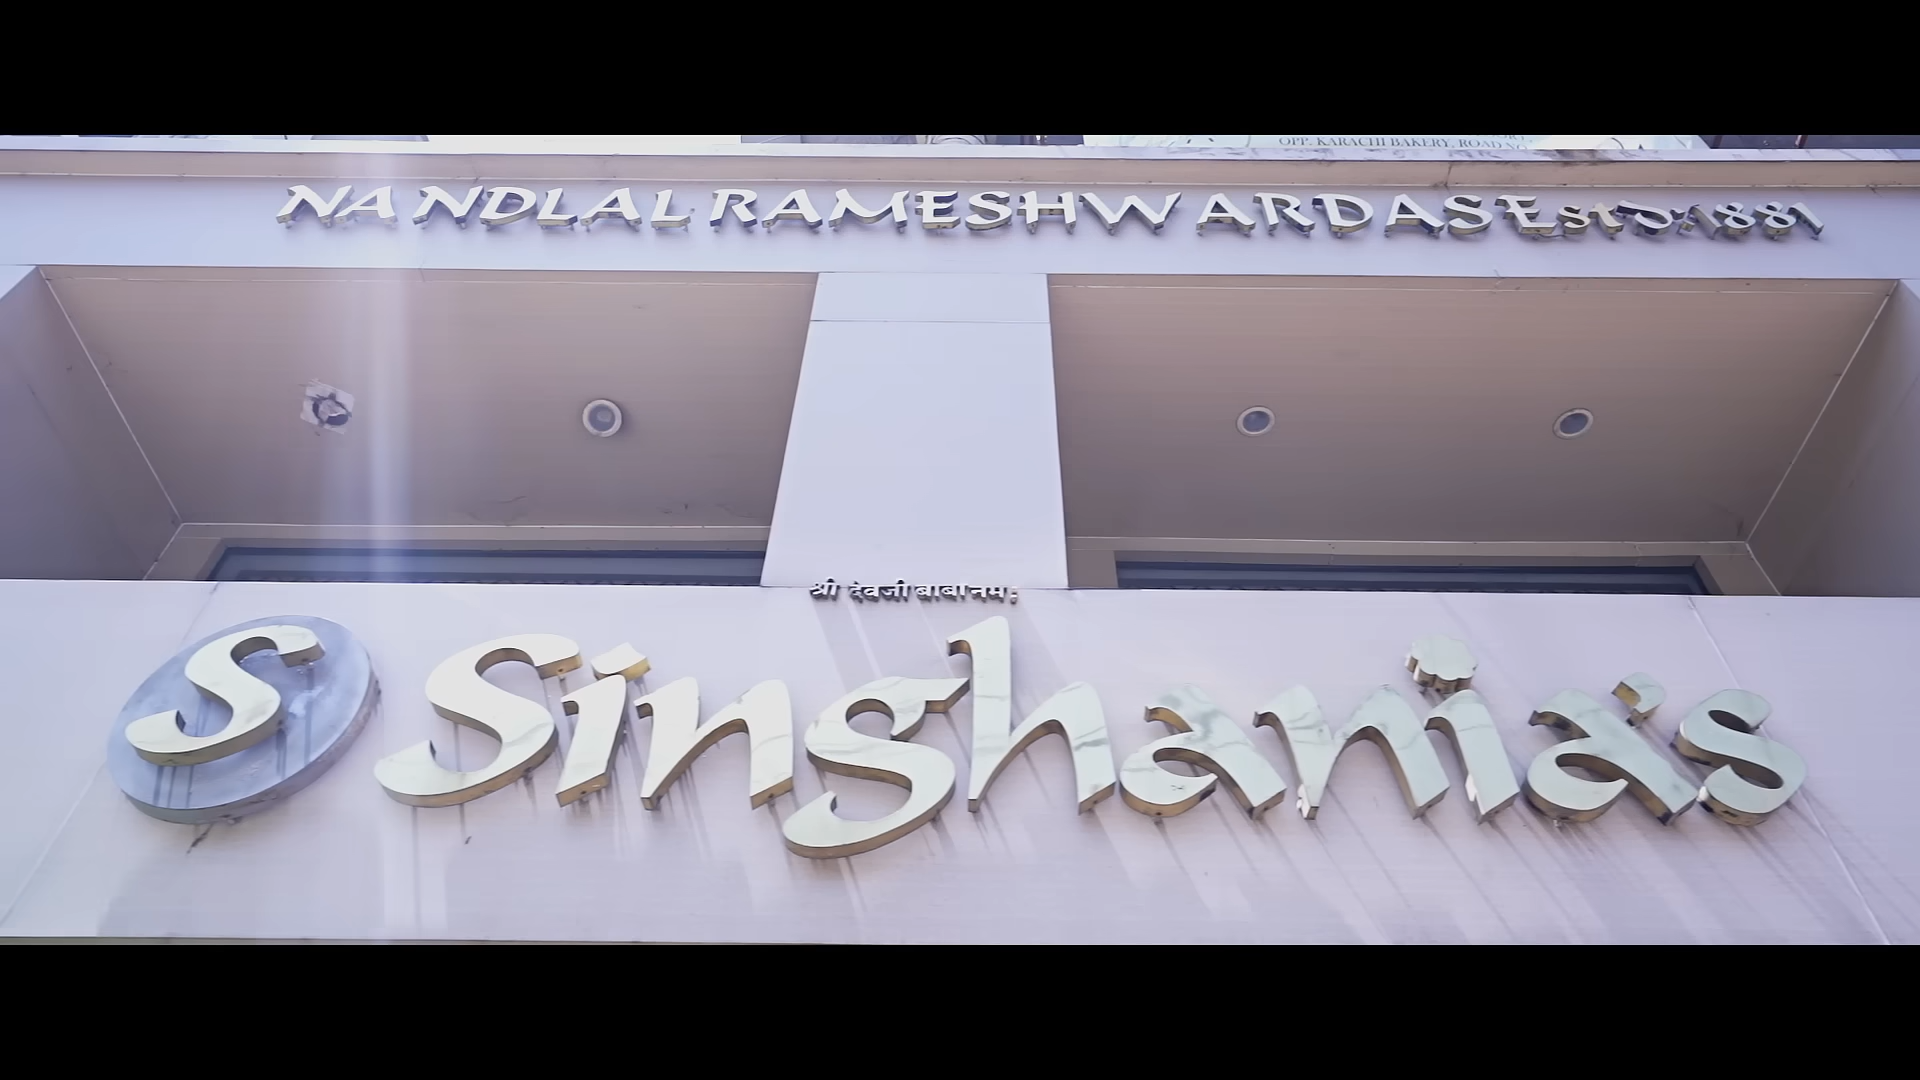 OPP. KARACHI BAKERY, ROAD NO
NANDLAL RAMESHWARDAS Estd:1881
श्री देवजी बाबा नमः
S Singhania's